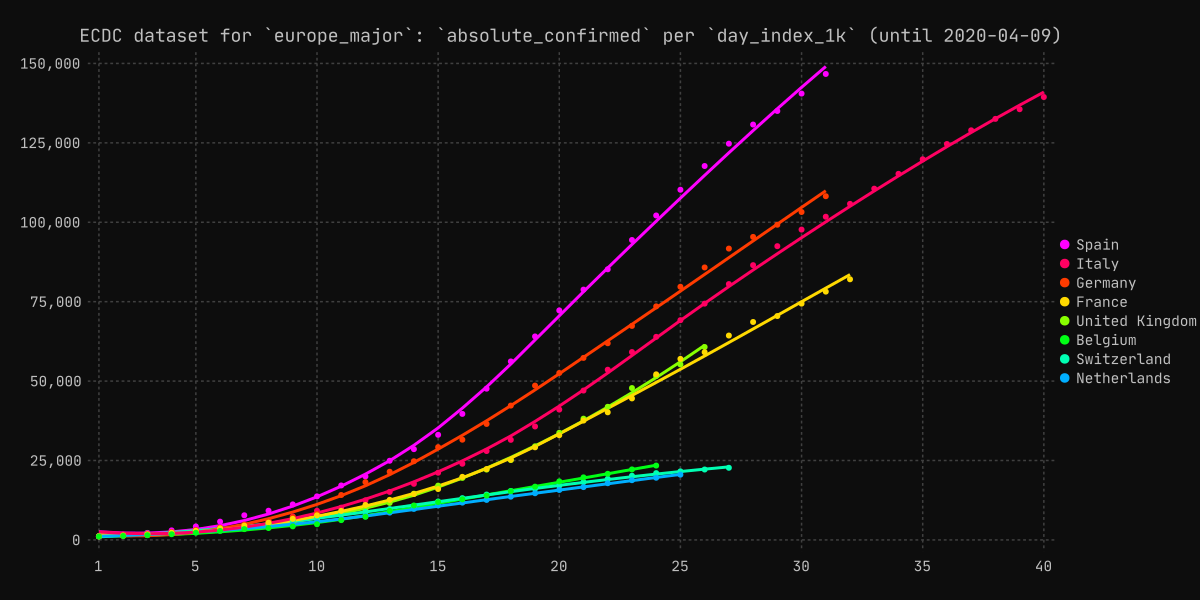 ECDC dataset for `europe_major`: `absolute_confirmed` per `day_index_1k` (until 2020-04-09)
150,000
125,000
100,000
75,000
50,000
25,000
0
1 5 10 15 20 25 30 35 40
Spain
Italy
Germany
France
United Kingdom
Belgium
Switzerland
Netherlands